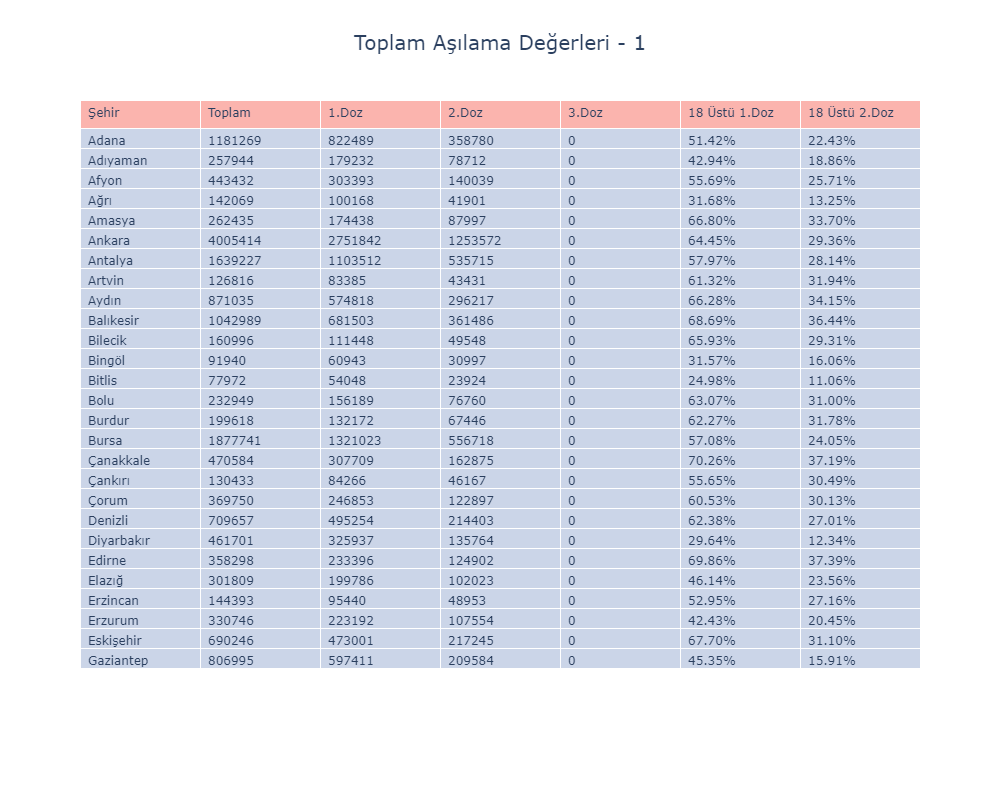 Toplam Aşılama Değerleri - 1
Şehir Toplam 1.Doz 2.Doz 3.Doz 18 Üstü 1.Doz 18 Üstü 2.Doz
Adana 1181269 822489 358780 0 51.42% 22.43%
Adıyaman 257944 179232 78712 0 42.94% 18.86%
Afyon 443432 303393 140039 0 55.69% 25.71%
Ağrı 142069 100168 41901 0 31.68% 13.25%
Amasya 262435 174438 87997 0 66.80% 33.70%
Ankara 4005414 2751842 1253572 0 64.45% 29.36%
Antalya 1639227 1103512 535715 0 57.97% 28.14%
Artvin 126816 83385 43431 0 61.32% 31.94%
Aydın 871035 574818 296217 0 66.28% 34.15%
Balıkesir 1042989 681503 361486 0 68.69% 36.44%
Bilecik 160996 111448 49548 0 65.93% 29.31%
Bingöl 91940 60943 30997 0 31.57% 16.06%
Bitlis 77972 54048 23924 0 24.98% 11.06%
Bolu 232949 156189 76760 0 63.07% 31.00%
Burdur 199618 132172 67446 0 62.27% 31.78%
Bursa 1877741 1321023 556718 0 57.08% 24.05%
Çanakkale 470584 307709 162875 0 70.26% 37.19%
Çankırı 130433 84266 46167 0 55.65% 30.49%
Çorum 369750 246853 122897 0 60.53% 30.13%
Denizli 709657 495254 214403 0 62.38% 27.01%
Diyarbakır 461701 325937 135764 0 29.64% 12.34%
Edirne 358298 233396 124902 0 69.86% 37.39%
Elazığ 301809 199786 102023 0 46.14% 23.56%
Erzincan 144393 95440 48953 0 52.95% 27.16%
Erzurum 330746 223192 107554 0 42.43% 20.45%
Eskişehir 690246 473001 217245 0 67.70% 31.10%
Gaziantep 806995 597411 209584 0 45.35% 15.91%